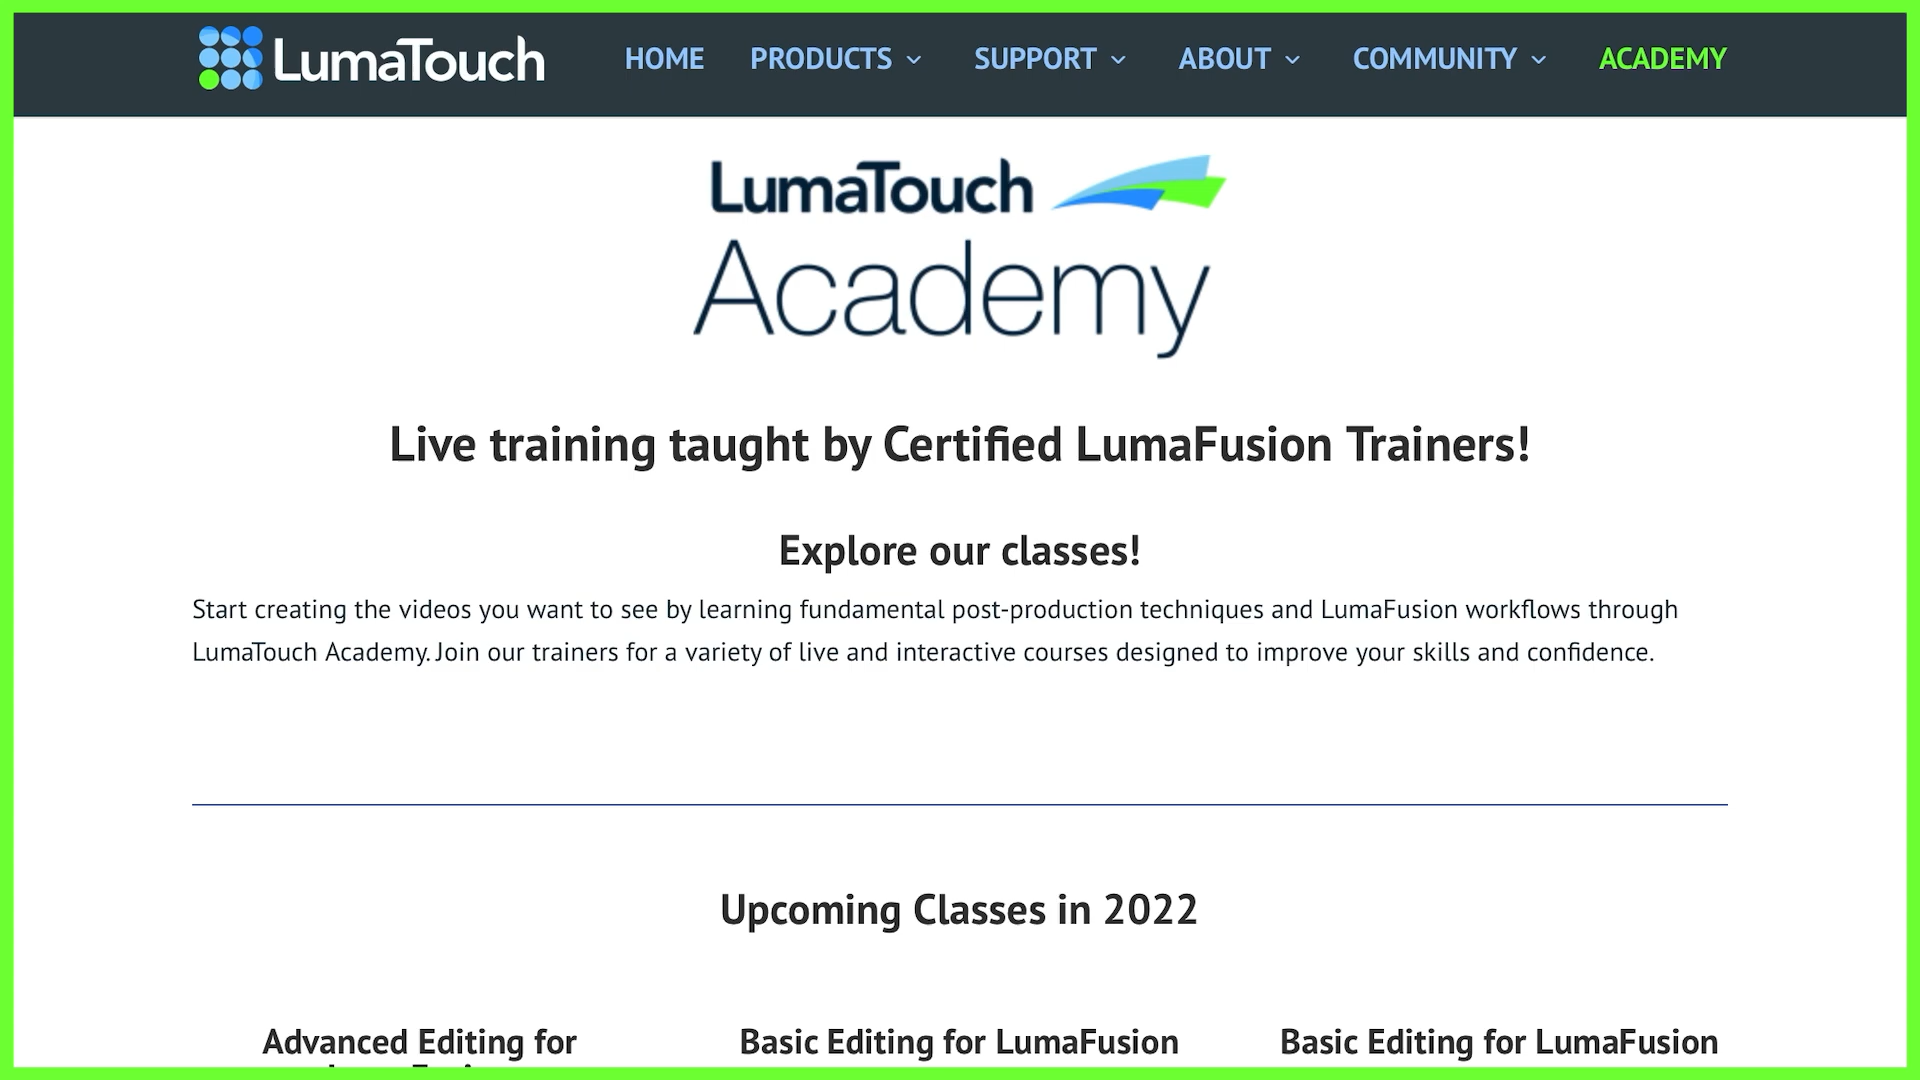 LumaTouch HOME PRODUCTS SUPPORT ABOUT COMMUNITY ACADEMY
LumaTouch
Academy
Live training taught by Certified LumaFusion Trainers!
Explore our classes!
Start creating the videos you want to see by learning fundamental post-production techniques and LumaFusion workflows through
LumaTouch Academy. Join our trainers for a variety of live and interactive courses designed to improve your skills and confidence.
Upcoming Classes in 2022
Advanced Editing for
Basic Editing for LumaFusion
Basic Editing for LumaFusion